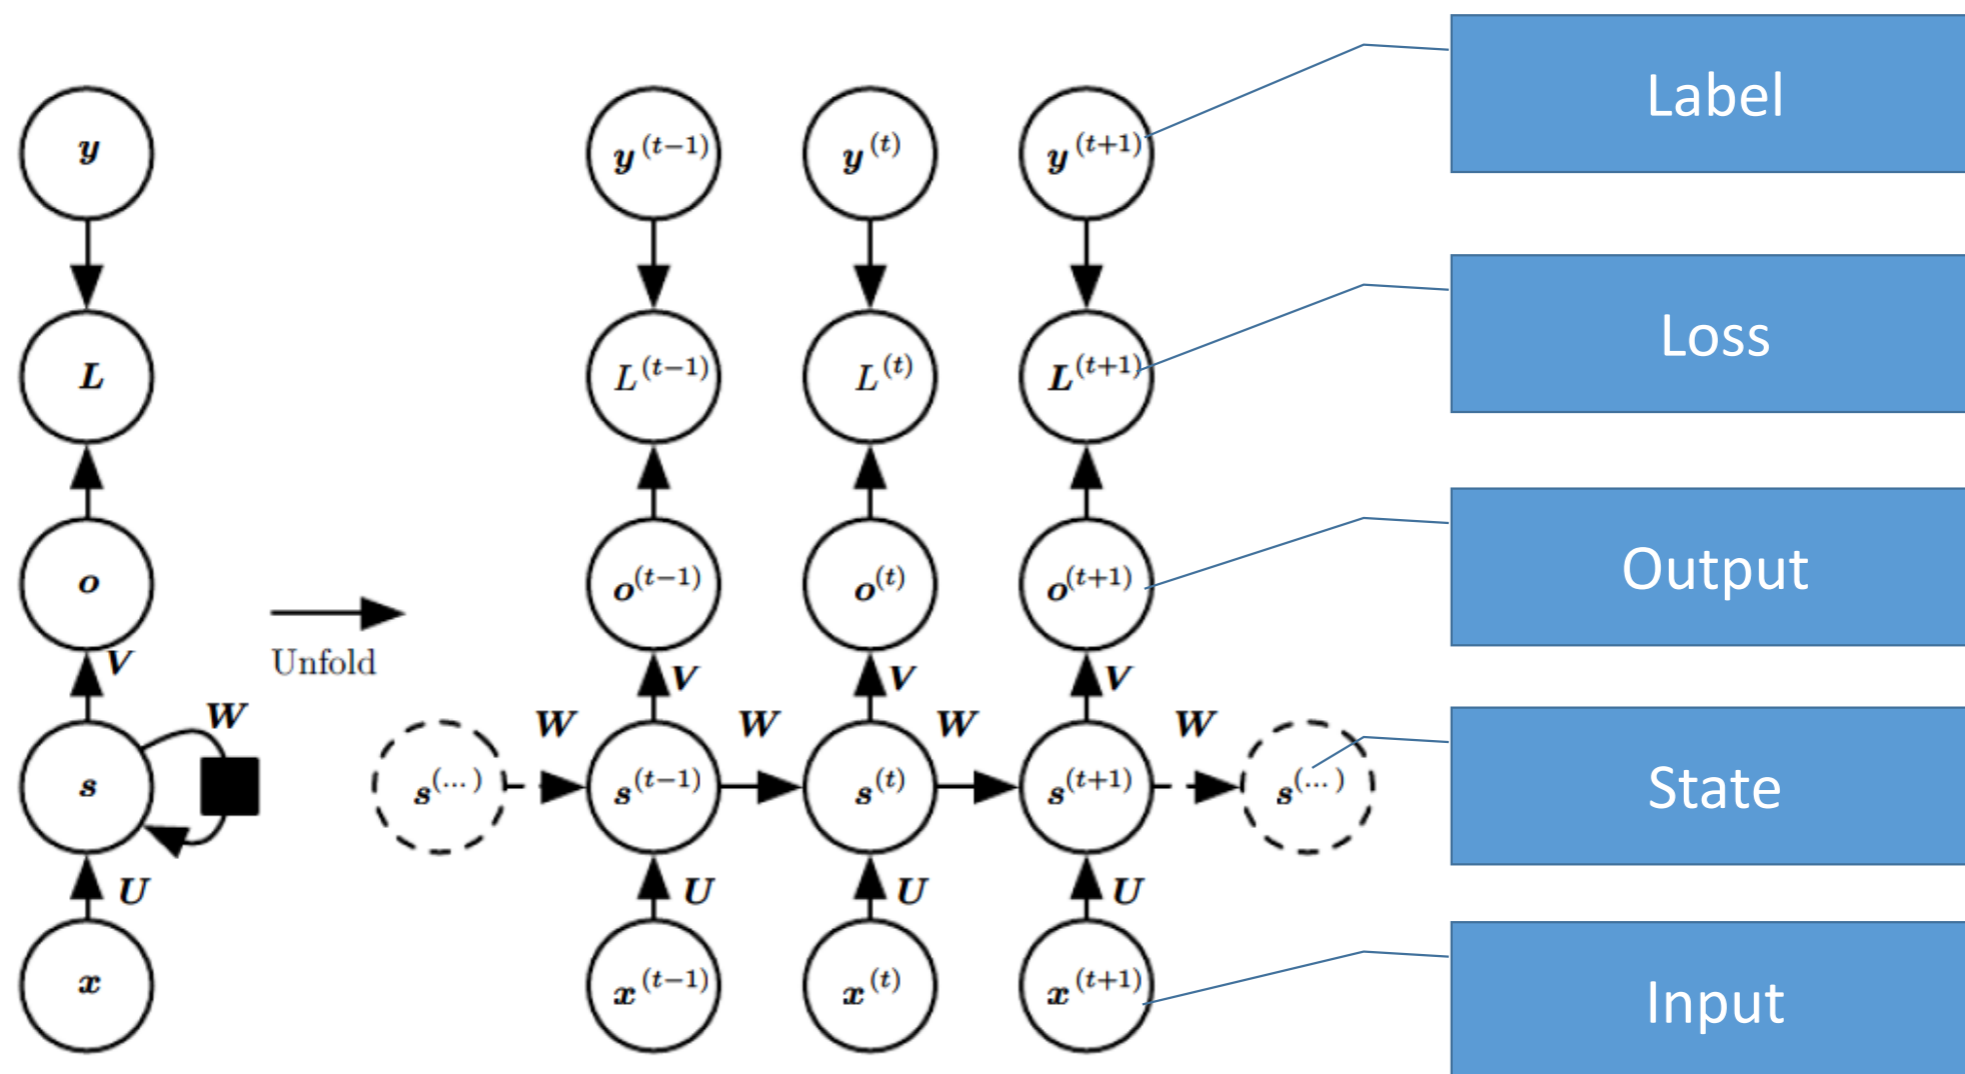 y y^(t−1) y^(t) y^(t+1) Label
L L^(t−1) L^(t) L^(t+1) Loss
o o^(t−1) o^(t) o^(t+1) Output
Unfold
V V V V
W W W W W
s s^(...) s^(t−1) s^(t) s^(t+1) s^(...) State
U U U U
x x^(t−1) x^(t) x^(t+1) Input